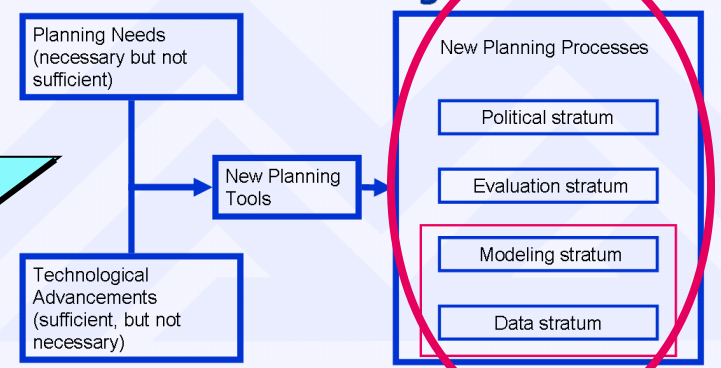 Planning Needs
(necessary but not
sufficient)
Technological
Advancements
(sufficient, but not
necessary)
New Planning
Tools
New Planning Processes
Political stratum
Evaluation stratum
Modeling stratum
Data stratum